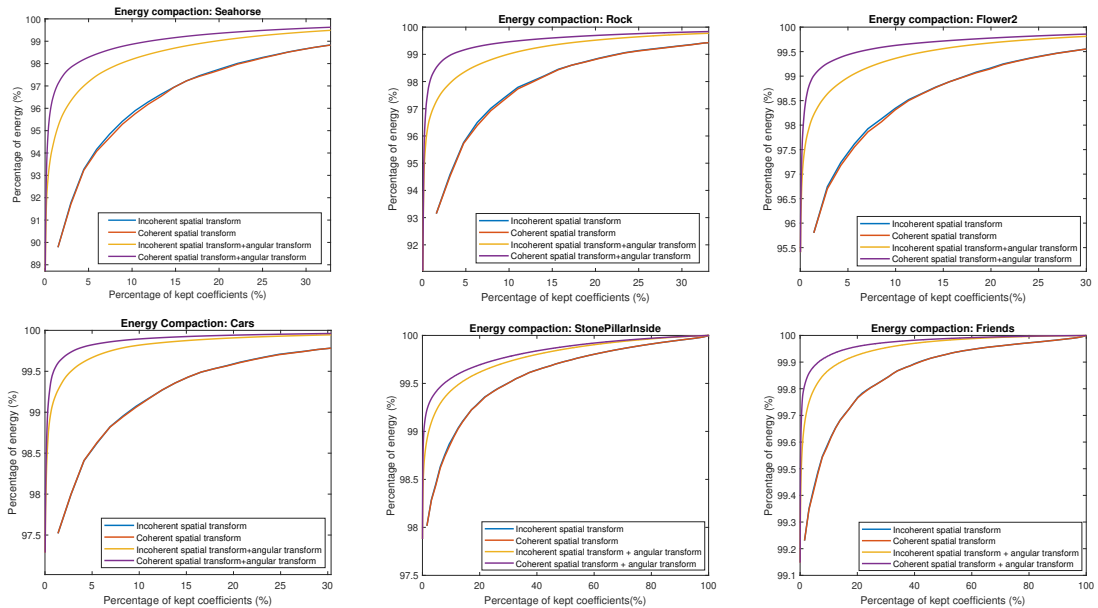 Energy compaction: Seahorse
100
99
98
97
96
95
94
93
92
91
90
89
Percentage of energy (%)
0 5 10 15 20 25 30
Percentage of kept coefficients (%)
Incoherent spatial transform
Coherent spatial transform
Incoherent spatial transform+angular transform
Coherent spatial transform+angular transform
Energy compaction: Rock
100
99
98
97
96
95
94
93
92
Percentage of energy (%)
0 5 10 15 20 25 30
Percentage of kept coefficients (%)
Incoherent spatial transform
Coherent spatial transform
Incoherent spatial transform+angular transform
Coherent spatial transform+angular transform
Energy compaction: Flower2
100
99.5
99
98.5
98
97.5
97
96.5
96
95.5
Percentage of energy (%)
0 5 10 15 20 25 30
Percentage of kept coefficients(%)
Incoherent spatial transform
Coherent spatial transform
Incoherent spatial transform+angular transform
Coherent spatial transform+angular transform
Energy Compaction: Cars
100
99.5
99
98.5
98
97.5
Percentage of energy (%)
0 5 10 15 20 25 30
Percentage of kept coefficients(%)
Incoherent spatial transform
Coherent spatial transform
Incoherent spatial transform+angular transform
Coherent spatial transform+angular transform
Energy compaction: StonePillarInside
100
99.5
99
98.5
98
97.5
Percentage of energy (%)
0 20 40 60 80 100
Percentage of kept coefficients (%)
Incoherent spatial transform
Coherent spatial transform
Incoherent spatial transform + angular transform
Coherent spatial transform + angular transform
Energy compaction: Friends
100
99.9
99.8
99.7
99.6
99.5
99.4
99.3
99.2
99.1
Percentage of energy (%)
0 20 40 60 80 100
Percentage of kept coefficients (%)
Incoherent spatial transform
Coherent spatial transform
Incoherent spatial transform + angular transform
Coherent spatial transform + angular transform